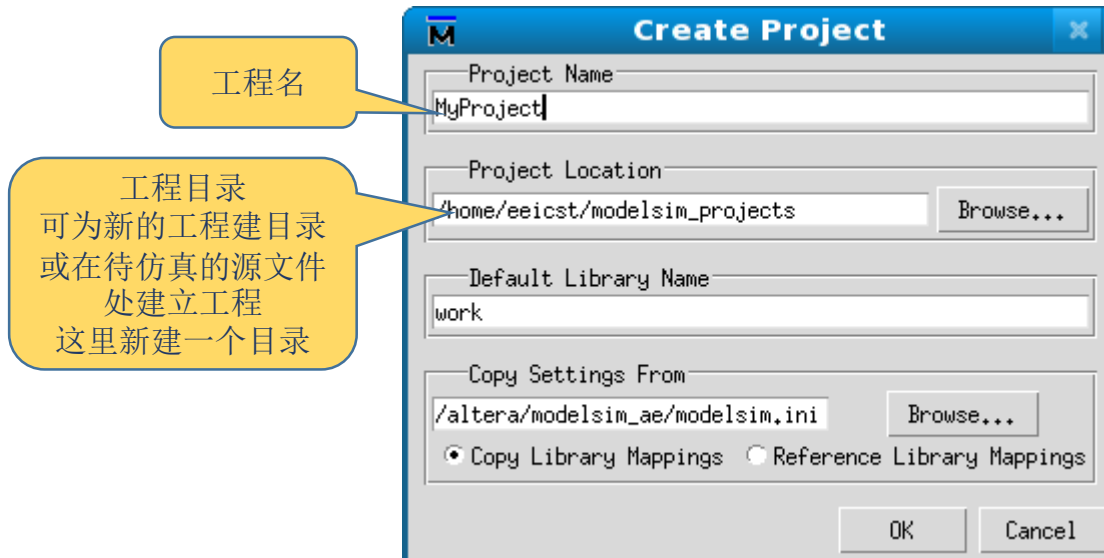 Create Project
工程名
Project Name
MyProject
工程目录
可为新的工程建目录
或在待仿真的源文件
处建立工程
这里新建一个目录
Project Location
/home/eeicst/modelsim_projects
Browse...
Default Library Name
work
Copy Settings From
/altera/modelsim_ae/modelsim.ini
Browse...
Copy Library Mappings
Reference Library Mappings
OK
Cancel